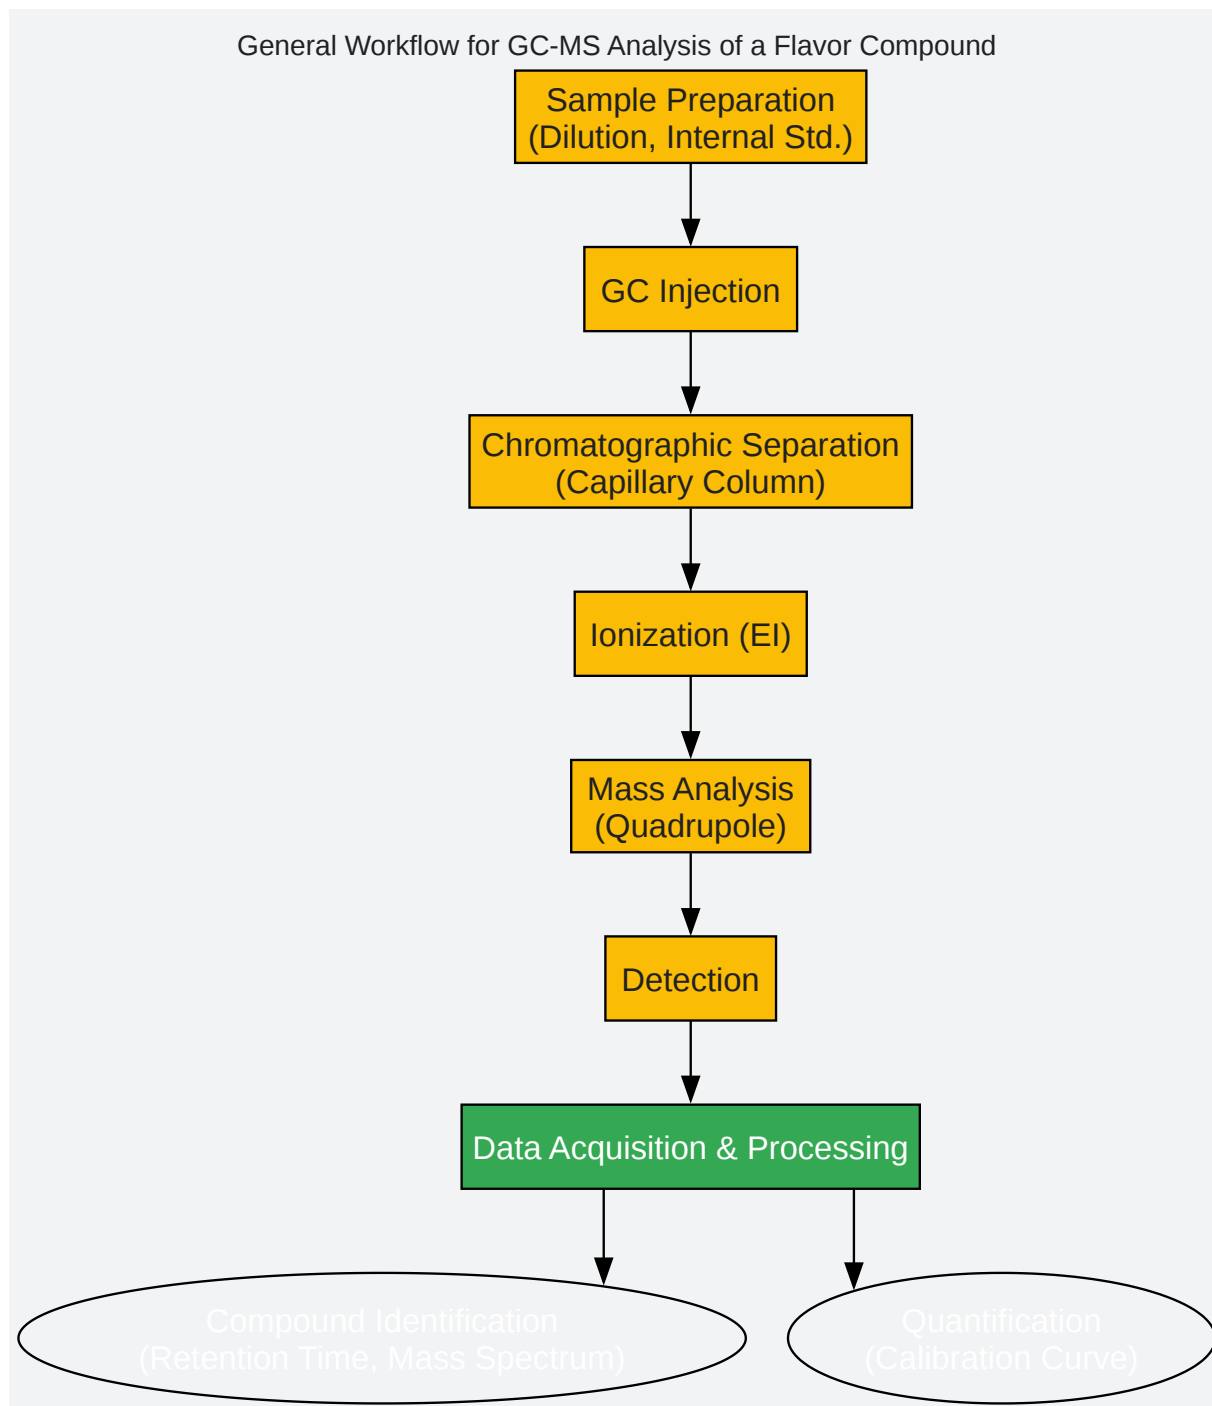 General Workflow for GC-MS Analysis of a Flavor Compound
Sample Preparation
(Dilution, Internal Std.)
GC Injection
Chromatographic Separation
(Capillary Column)
Ionization (EI)
Mass Analysis
(Quadrupole)
Detection
Data Acquisition & Processing
Compound Identification
(Retention Time, Mass Spectrum)
Quantification
(Calibration Curve)